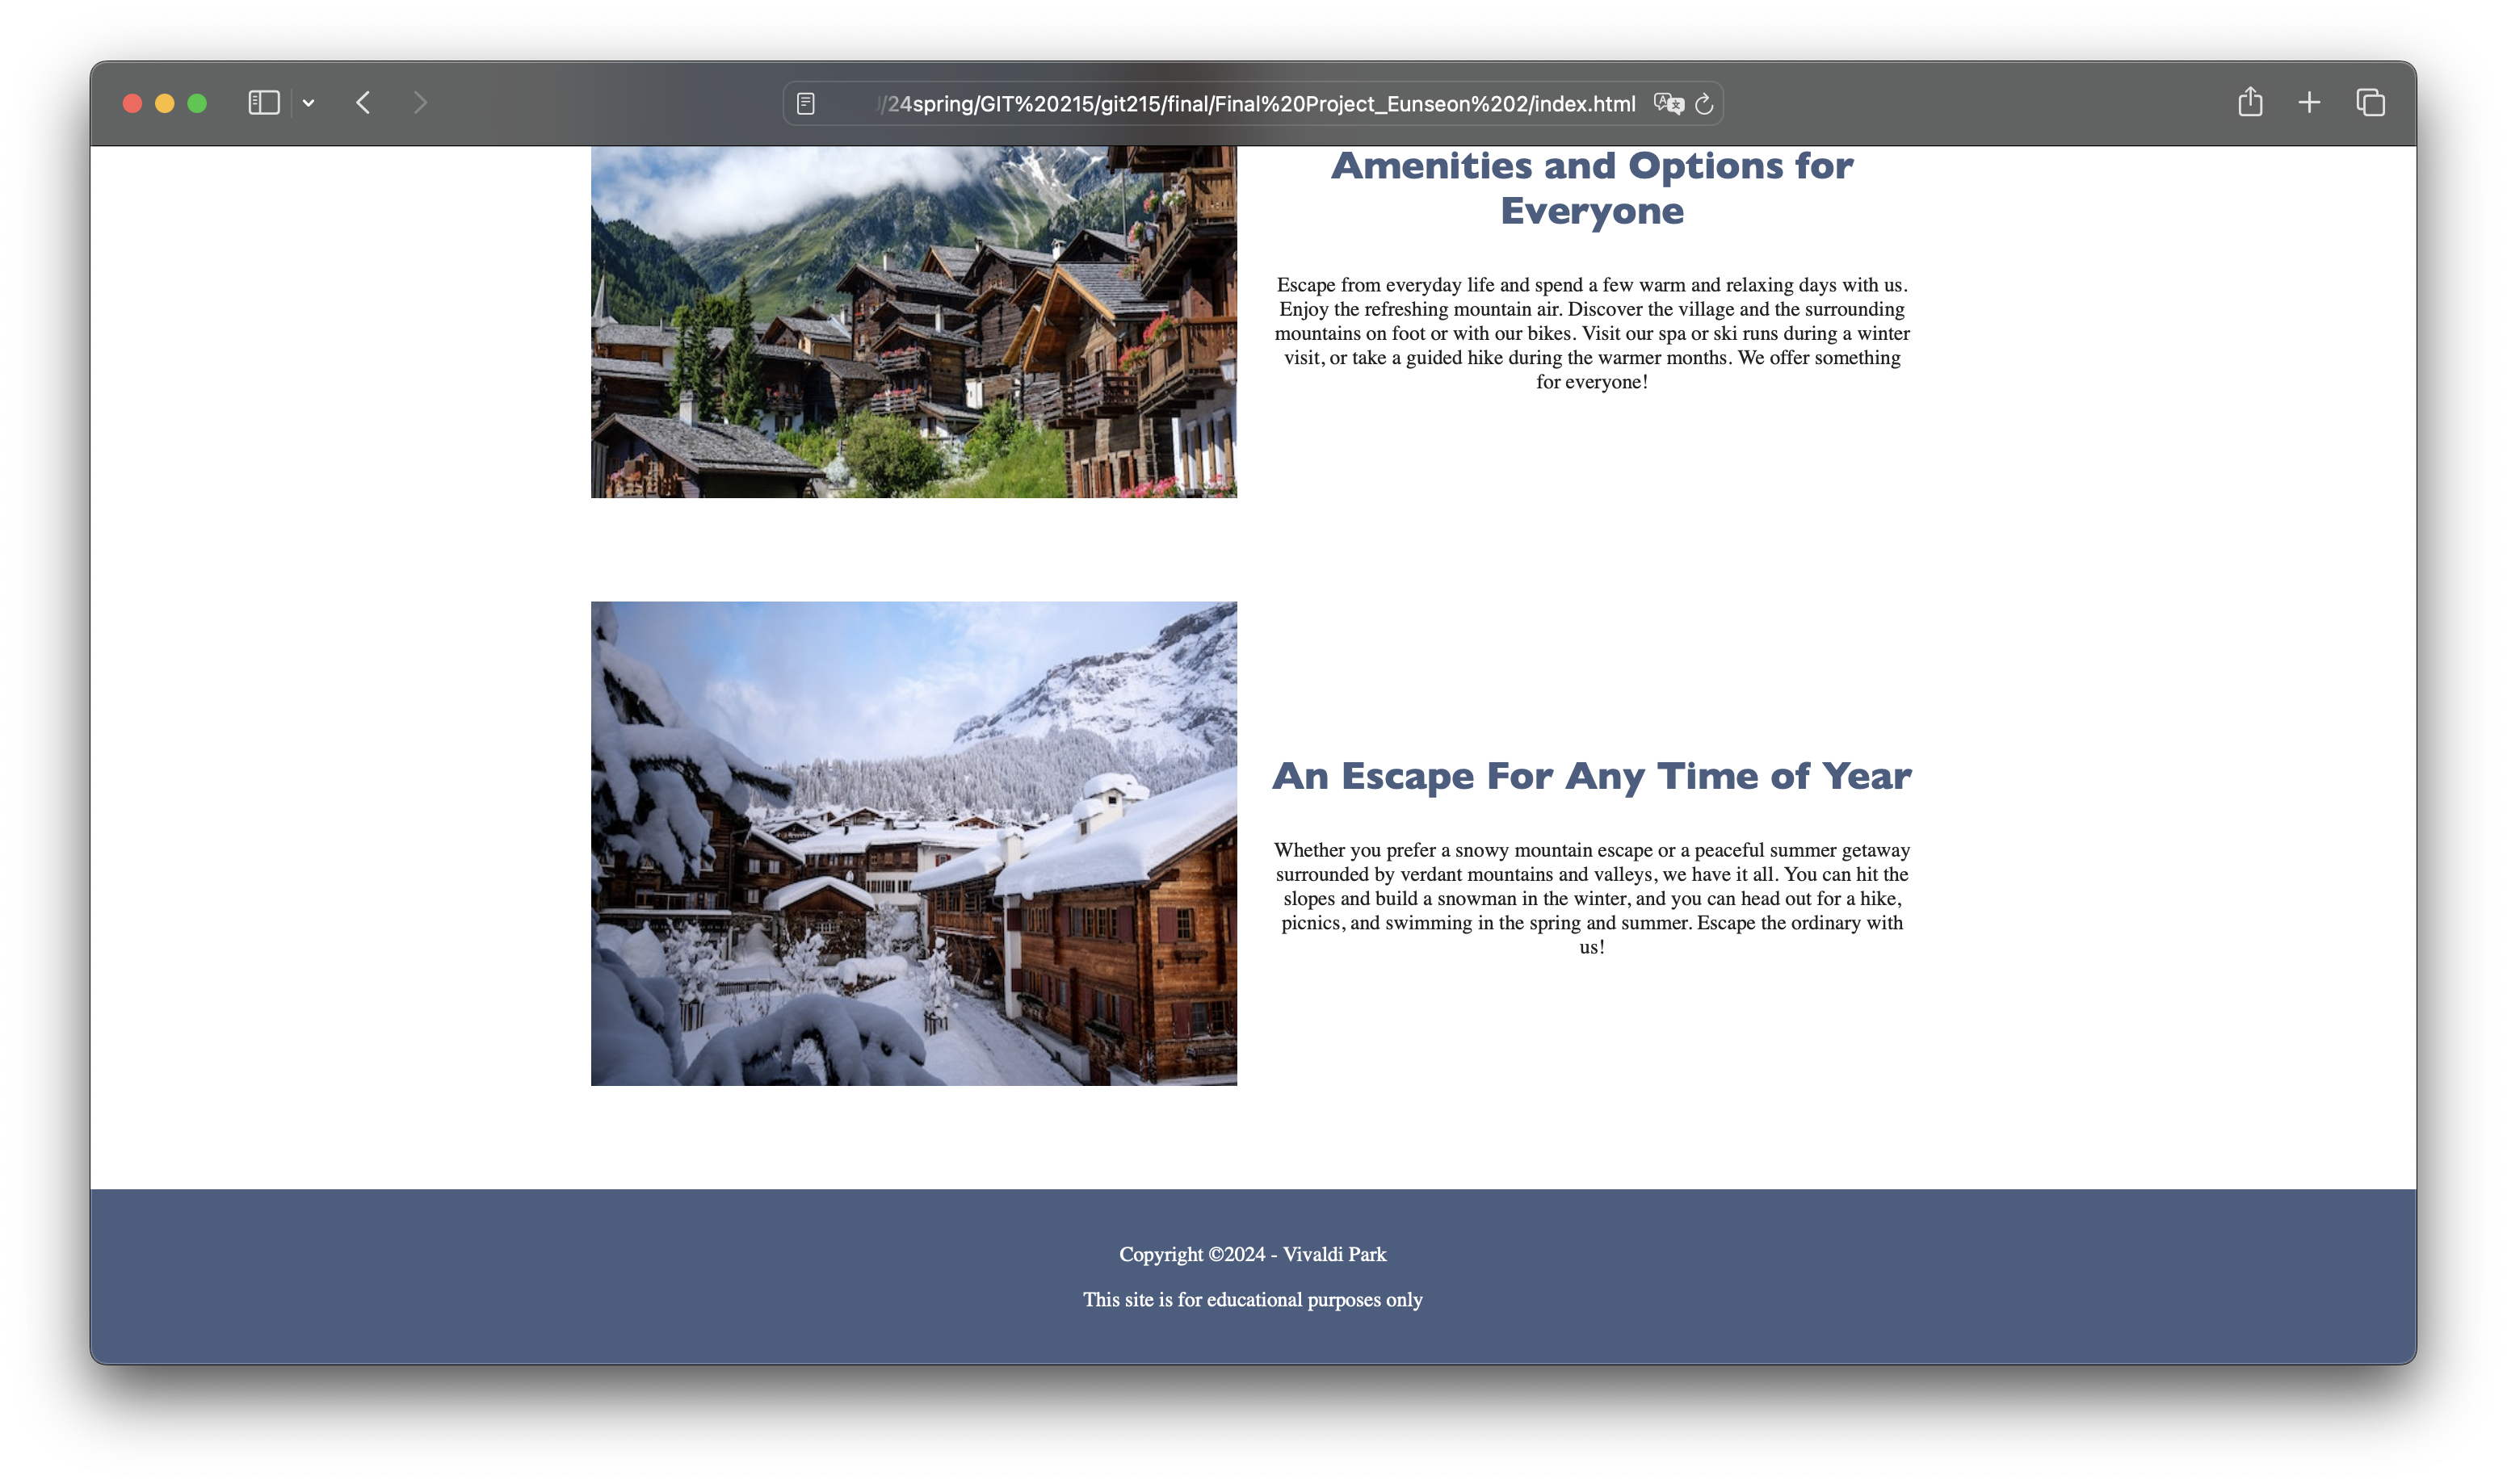 //24spring/GIT%20215/git215/final/Final%20Project_Eunseon%202/index.html
Amenities and Options for
Everyone
Escape from everyday life and spend a few warm and relaxing days with us.
Enjoy the refreshing mountain air. Discover the village and the surrounding
mountains on foot or with our bikes. Visit our spa or ski runs during a winter
visit, or take a guided hike during the warmer months. We offer something
for everyone!
An Escape For Any Time of Year
Whether you prefer a snowy mountain escape or a peaceful summer getaway
surrounded by verdant mountains and valleys, we have it all. You can hit the
slopes and build a snowman in the winter, and you can head out for a hike,
picnics, and swimming in the spring and summer. Escape the ordinary with
us!
Copyright ©2024 - Vivaldi Park
This site is for educational purposes only